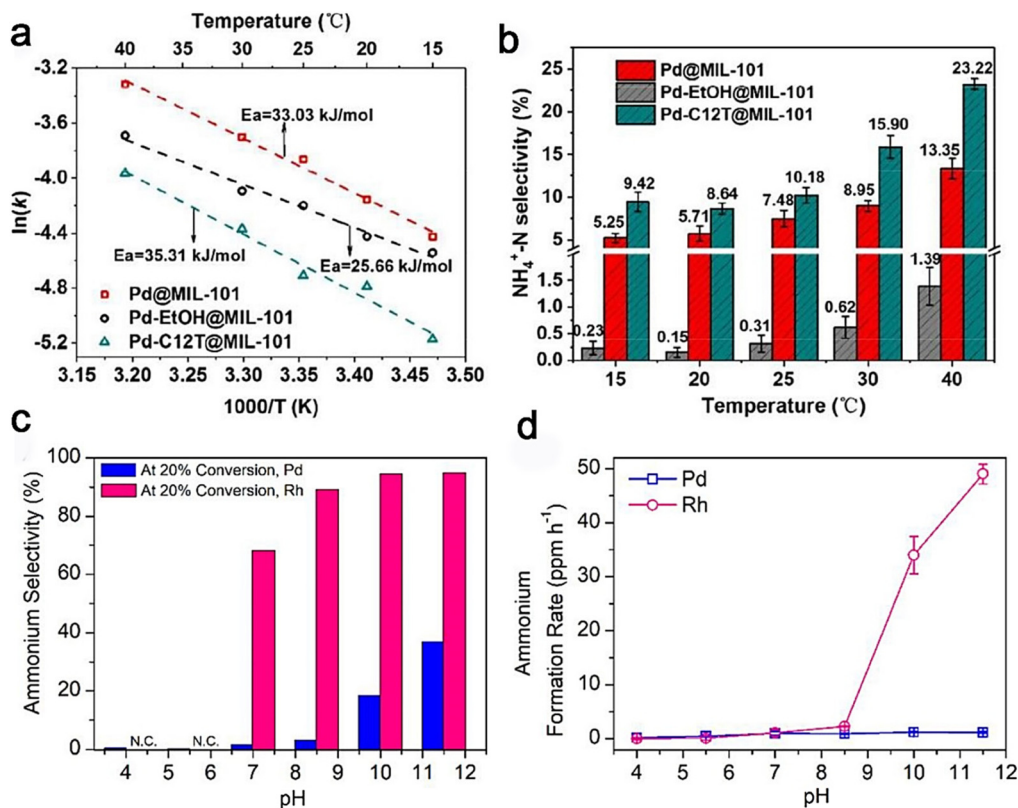 a
Temperature (℃)
40 35 30 25 20 15
-3.2
-3.6
-4.0
-4.4
-4.8
-5.2
ln(k)
Ea=33.03 kJ/mol
Ea=35.31 kJ/mol
Ea=25.66 kJ/mol
Pd@MIL-101
Pd-EtOH@MIL-101
Pd-C12T@MIL-101
3.15 3.20 3.25 3.30 3.35 3.40 3.45 3.50
1000/T (K)
b
NH₄⁺-N selectivity (%)
25
20
15
10
5
1.5
1.0
0.5
0.0
Pd@MIL-101
Pd-EtOH@MIL-101
Pd-C12T@MIL-101
0.23 5.25 9.42
0.15 5.71 8.64
0.31 7.48 10.18
0.62 8.95 15.90
1.39 13.35 23.22
15 20 25 30 40
Temperature (℃)
c
Ammonium Selectivity (%)
100
80
60
40
20
0
At 20% Conversion, Pd
At 20% Conversion, Rh
N.C. N.C.
4 5 6 7 8 9 10 11 12
pH
d
Ammonium
Formation Rate (ppm h⁻¹)
50
40
30
20
10
0
Pd
Rh
4 5 6 7 8 9 10 11 12
pH